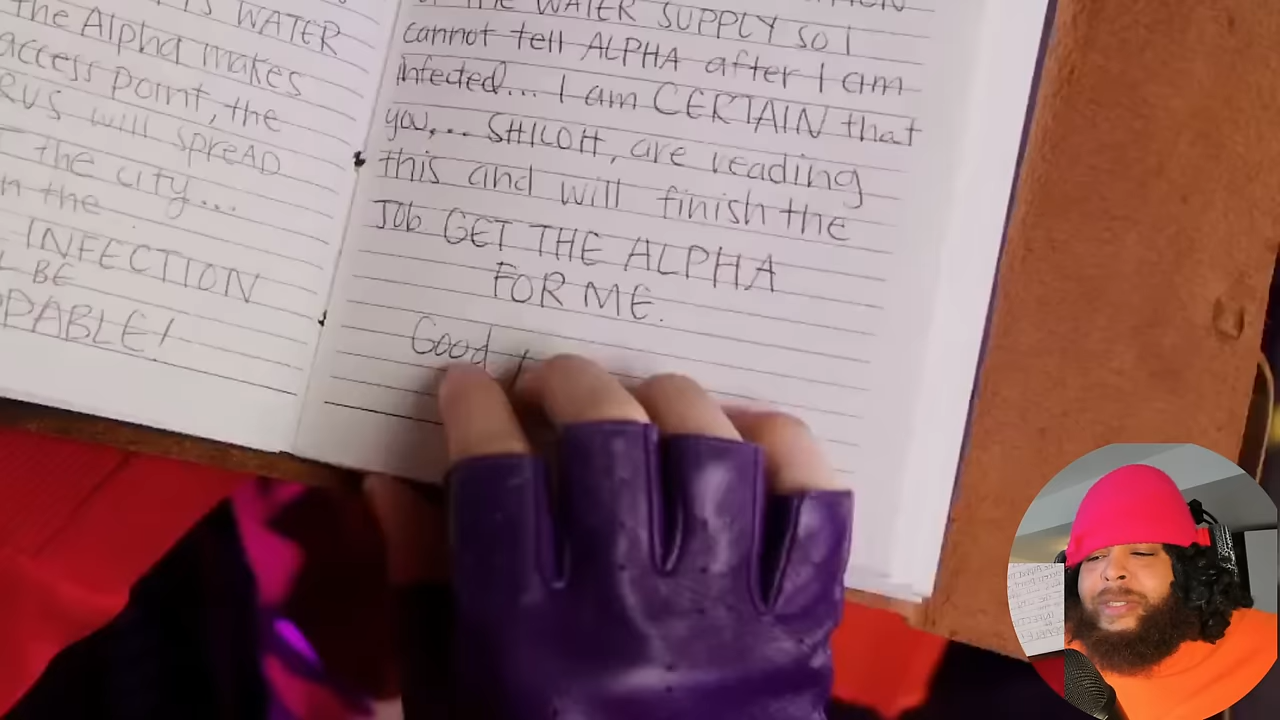 WATER
the Alpha makes
access point, the
will SPREAD
the city...
the
INFECTION
BE
THE WATER SUPPLY so I
cannot tell ALPHA after I am
infected... I am CERTAIN that
you,... SHILOH, are reading
this and will finish the
JOB GET THE ALPHA
FOR ME.
Good